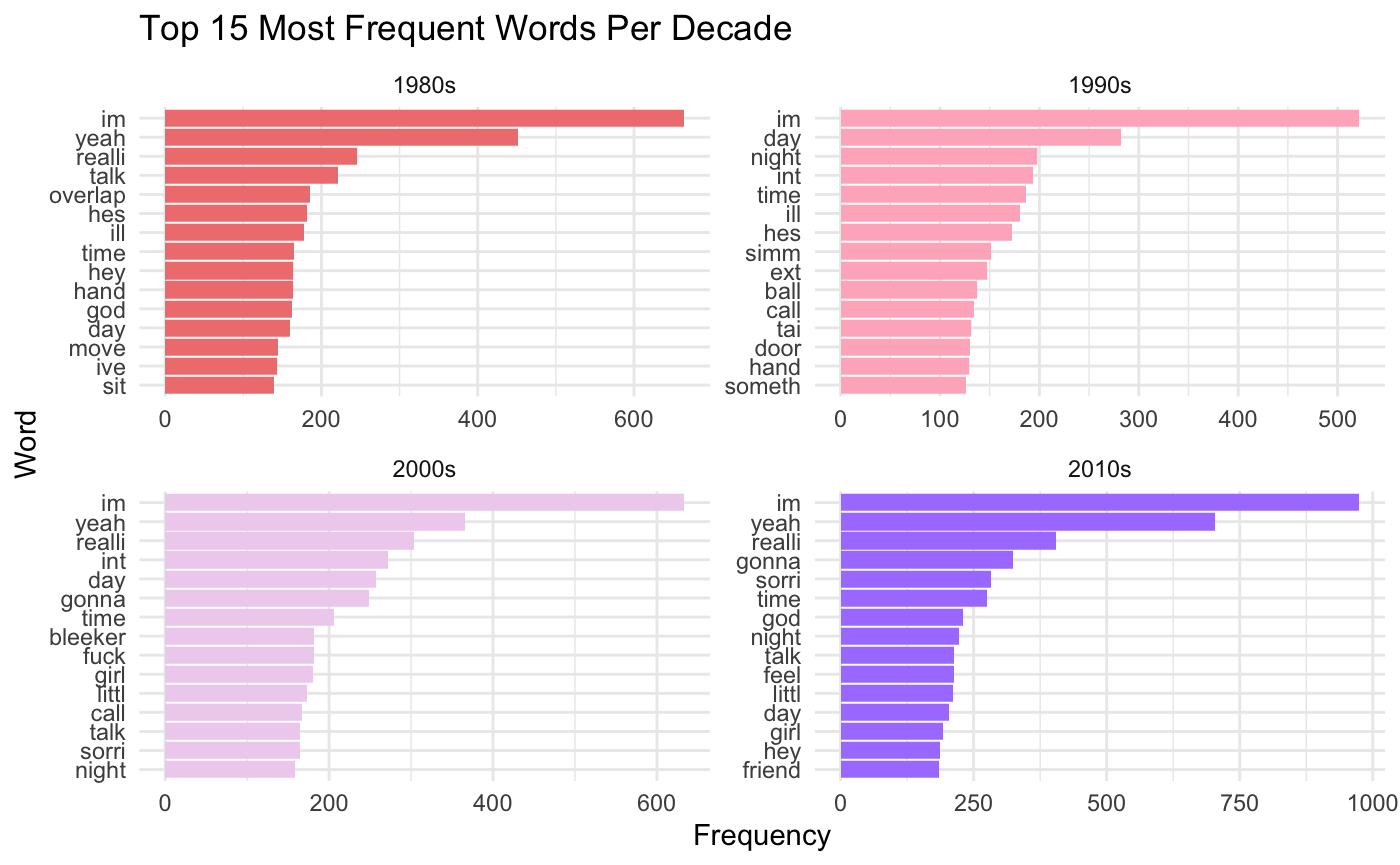 Top 15 Most Frequent Words Per Decade
1980s
im
yeah
realli
talk
overlap
hes
ill
time
hey
hand
god
day
move
ive
sit
0 200 400 600
1990s
im
day
night
int
time
ill
hes
simm
ext
ball
call
tai
door
hand
someth
0 100 200 300 400 500
Word
2000s
im
yeah
realli
int
day
gonna
time
bleeker
fuck
girl
littl
call
talk
sorri
night
0 200 400 600
2010s
im
yeah
realli
gonna
sorri
time
god
night
talk
feel
littl
day
girl
hey
friend
0 250 500 750 1000
Frequency